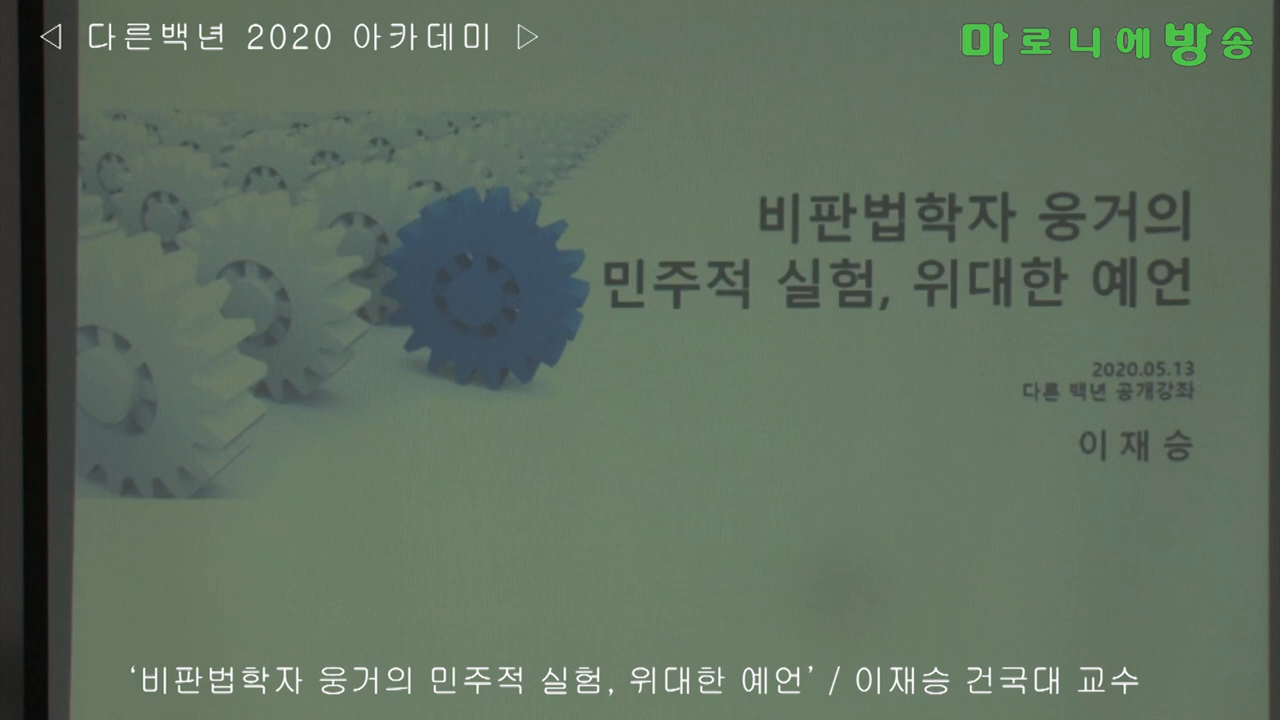 ◁ 다른백년 2020 아카데미 ▷
마로니에방송
비판법학자 웅거의
민주적 실험, 위대한 예언
2020.05.13
다른 백년 공개강좌
이 재 승
‘비판법학자 웅거의 민주적 실험, 위대한 예언’ / 이재승 건국대 교수